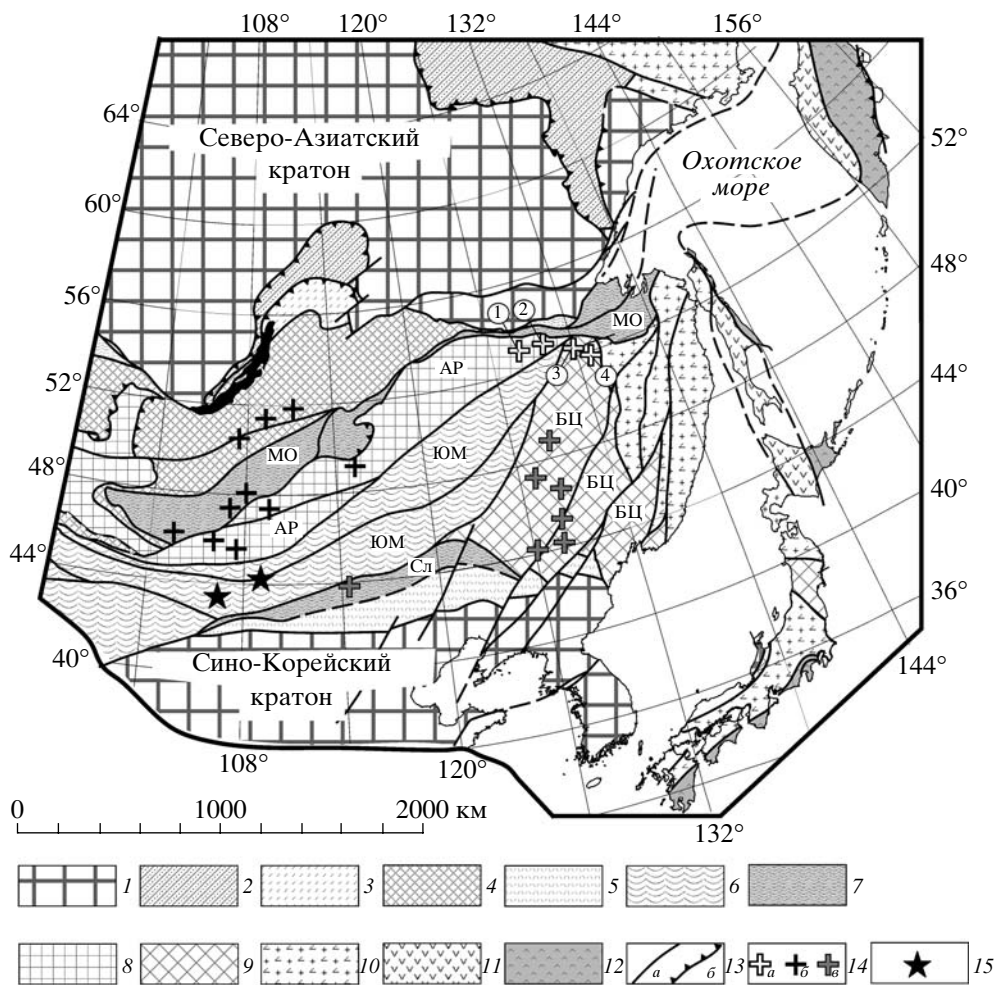 108° 120° 132° 144° 156°
64°
Северо-Азиатский
кратон
Охотское
море
52°
60°
48°
56°
1 2
МО
44°
52°
АР
3 4
БЦ
40°
48°
МО
ЮМ
БЦ
БЦ
36°
44°
АР
ЮМ
Сл
40°
Сино-Корейский
кратон
144°
108°
120°
132°
0 1000 2000 км
1 2 3 4 5 6 7
8 9 10 11 12 а б 13 а б в 14 15